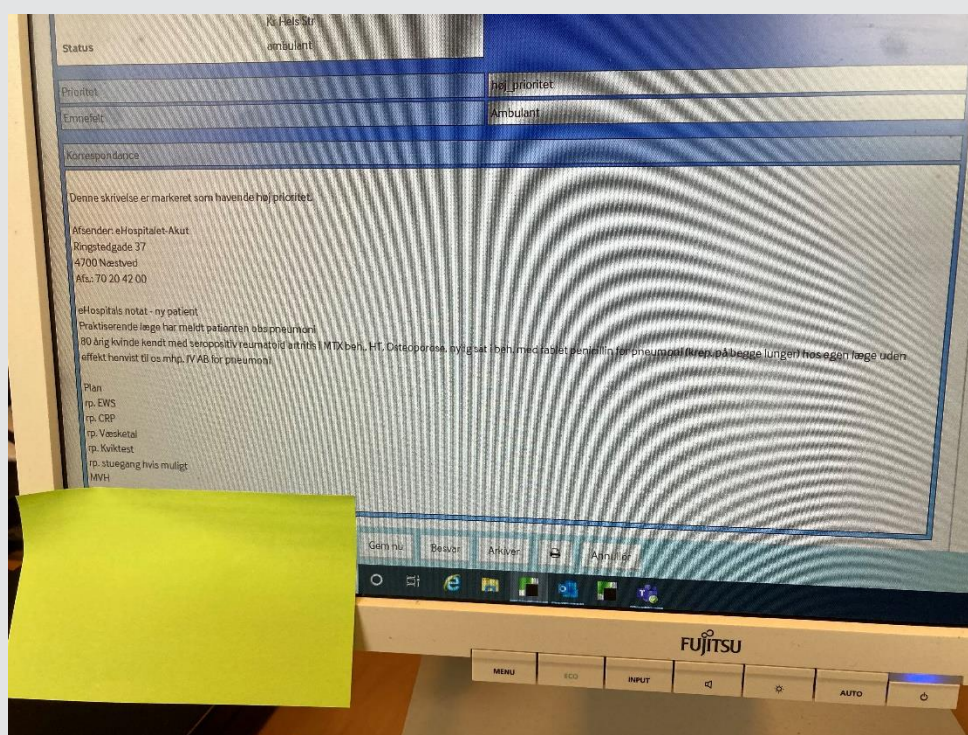 Kr Hels Str
Status ambulant
Prioritet høj_prioritet
Emnefelt Ambulant
Korrespondance
Denne skrivelse er markeret som havende høj prioritet.
Afsender: eHospitalet-Akut
Ringstedgade 37
4700 Næstved
Afs.: 70 20 42 00
eHospitals notat - ny patient
Praktiserende læge har meldt patienten obs pneumoni
80 årig kvinde kendt med seropositiv reumatoid artritis i MTX beh., HT, Osteoporose, nylig sat i beh. med tablet penicillin for pneumoni (krep. på begge lunger) hos egen læge uden
effekt henvist til os mhp. IV AB for pneumoni
Plan
rp. EWS
rp. CRP
rp. Væsketal
rp. Kviktest
rp. stuegang hvis muligt
MVH
Gem nu Besvar Arkiver Annuller
FUJITSU
MENU ECO INPUT AUTO